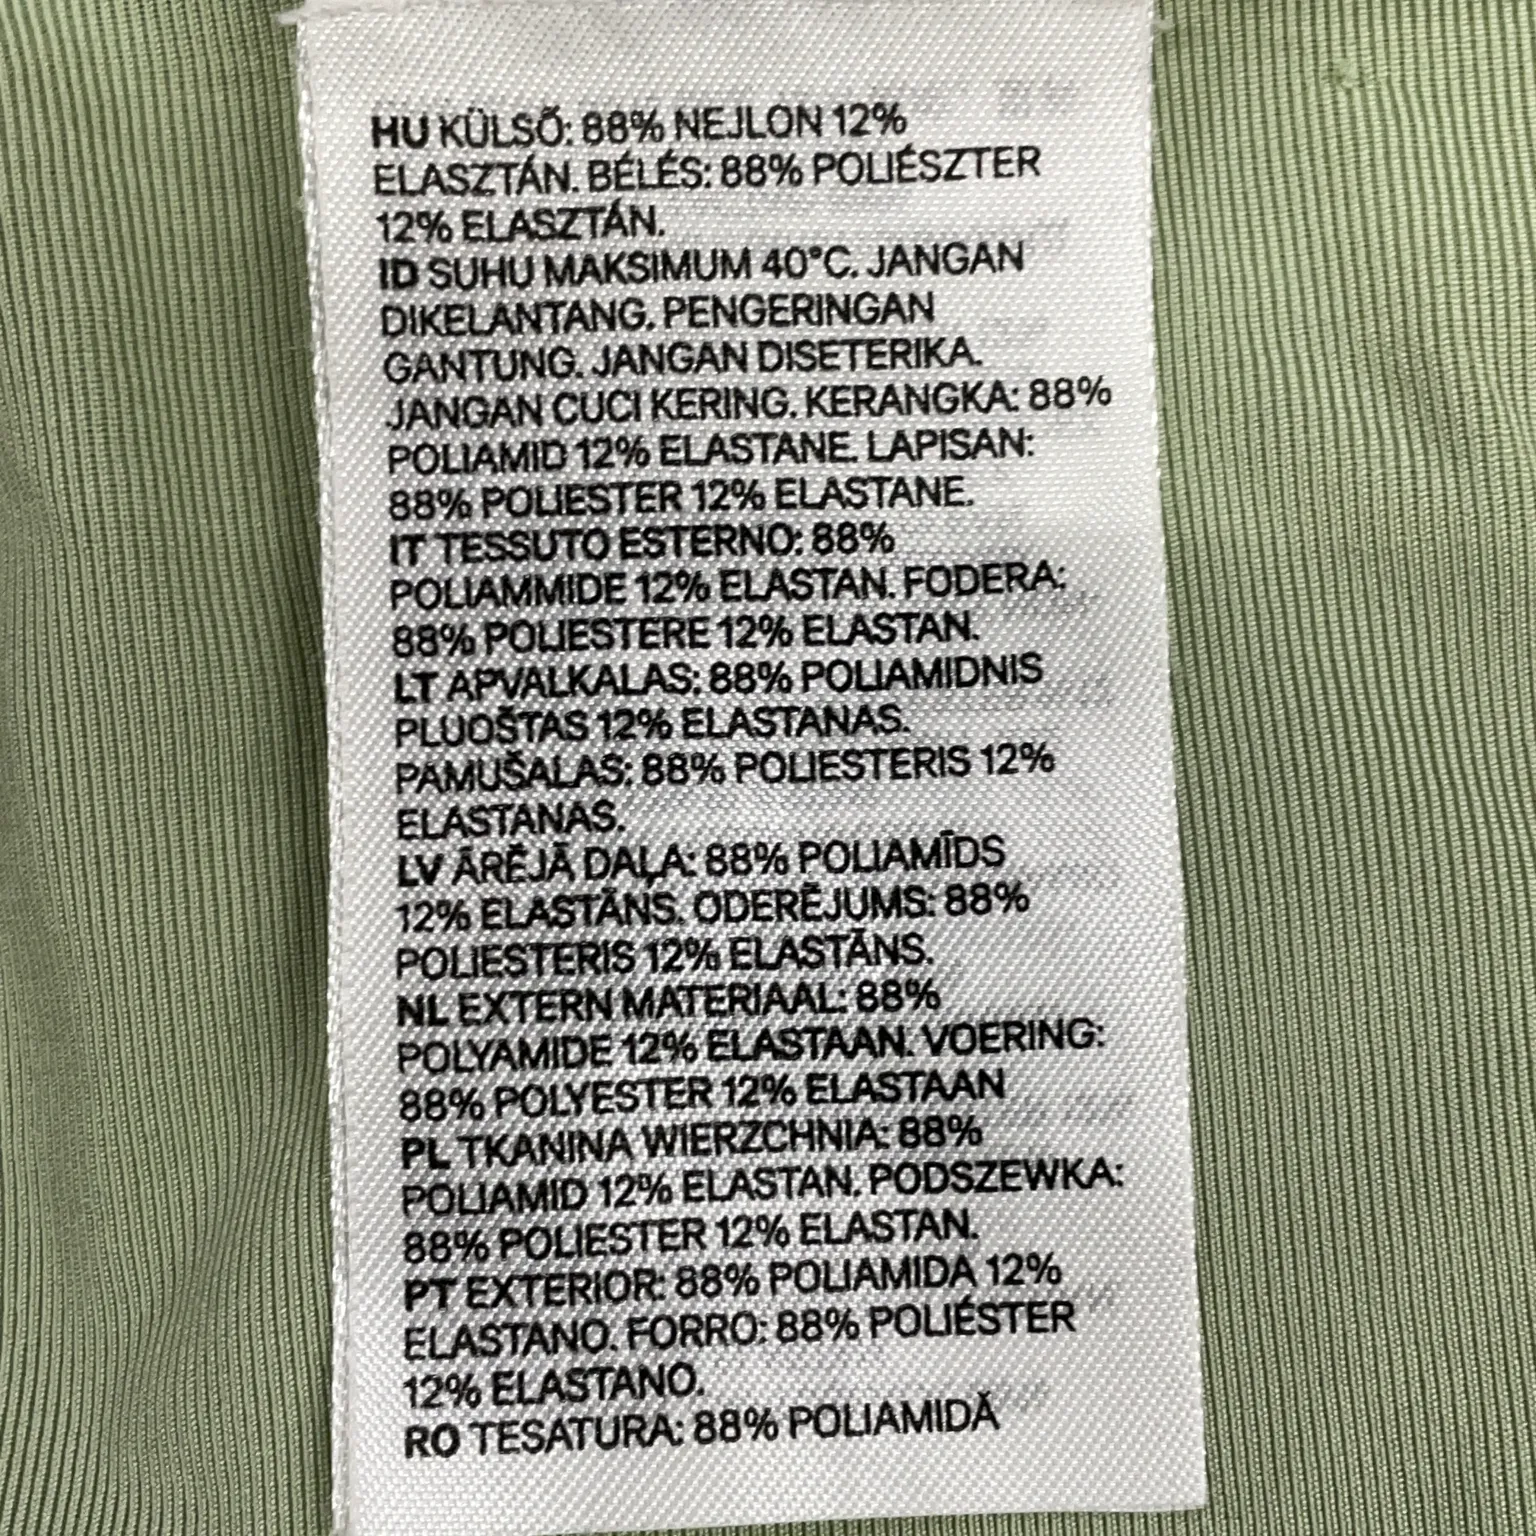 HU KÜLSŐ: 88% NEJLON 12%
ELASZTÁN. BÉLÉS: 88% POLIÉSZTER
12% ELASZTÁN.
ID SUHU MAKSIMUM 40°C. JANGAN
DIKELANTANG. PENGERINGAN
GANTUNG. JANGAN DISETERIKA.
JANGAN CUCI KERING. KERANGKA: 88%
POLIAMID 12% ELASTANE. LAPISAN:
88% POLIESTER 12% ELASTANE.
IT TESSUTO ESTERNO: 88%
POLIAMMIDE 12% ELASTAN. FODERA:
88% POLIESTERE 12% ELASTAN.
LT APVALKALAS: 88% POLIAMIDNIS
PLUOŠTAS 12% ELASTANAS.
PAMUŠALAS: 88% POLIESTERIS 12%
ELASTANAS.
LV ĀRĒJĀ DAĻA: 88% POLIAMĪDS
12% ELASTĀNS. ODERĒJUMS: 88%
POLIESTERIS 12% ELASTĀNS.
NL EXTERN MATERIAAL: 88%
POLYAMIDE 12% ELASTAAN. VOERING:
88% POLYESTER 12% ELASTAAN
PL TKANINA WIERZCHNIA: 88%
POLIAMID 12% ELASTAN. PODSZEWKA:
88% POLIESTER 12% ELASTAN.
PT EXTERIOR: 88% POLIAMIDA 12%
ELASTANO. FORRO: 88% POLIÉSTER
12% ELASTANO.
RO TESATURA: 88% POLIAMIDĂ